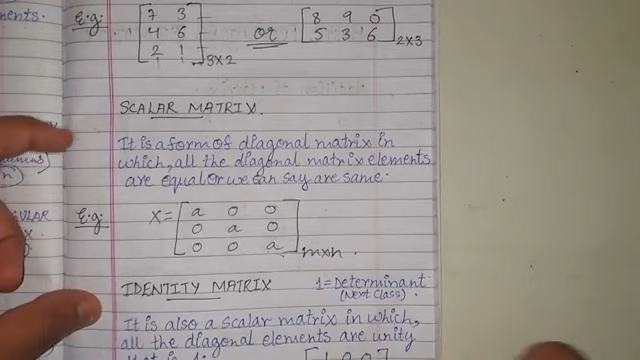 ments.
E.g:
7 3
4 6
2 1
3×2
or
8 9 0
5 3 6
2×3
SCALAR MATRIX.
It is a form of diagonal matrix in
which, all the diagonal matrix elements
are equal or we can say are same.
E.g:
X =
a 0 0
0 a 0
0 0 a
m×n.
IDENTITY MATRIX
1 = Determinant
(Next Class).
It is also a scalar matrix in which,
all the diagonal elements are unity